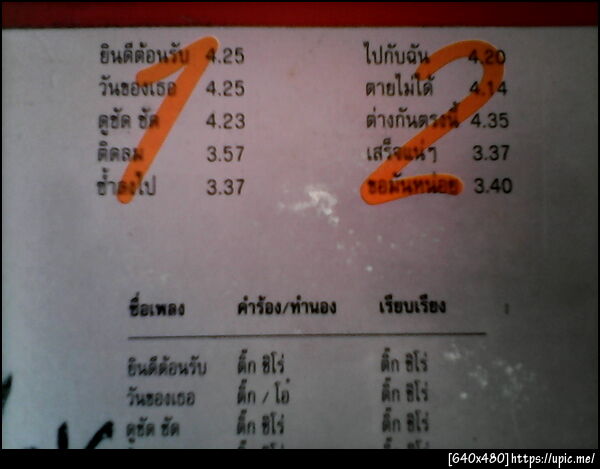 1
ยินดีต้อนรับ 4.25
วันของเธอ 4.25
ดูชัด ชัด 4.23
ติดลม 3.57
ช้ำลงไป 3.37
2
ไปกับฉัน 4.20
ตายไม่ได้ 4.14
ต่างกันตรงนี้ 4.35
เสร็จแน่ๆ 3.37
ขอมันหน่อย 3.40
ชื่อเพลง คำร้อง/ทำนอง เรียบเรียง :
ยินดีต้อนรับ ติ๊ก ชิโร่ ติ๊ก ชิโร่
วันของเธอ ติ๊ก / โอ๋ ติ๊ก ชิโร่
ดูชัด ชัด ติ๊ก ชิโร่ ติ๊ก ชิโร่
[640x480]https://upic.me/